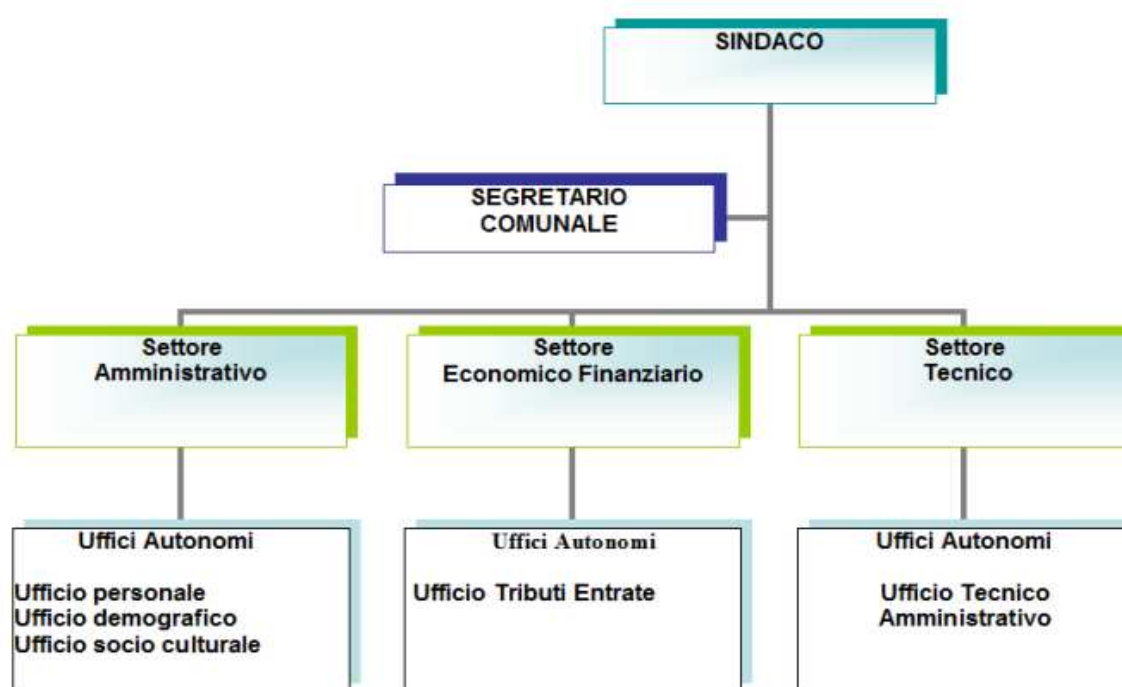 SINDACO
SEGRETARIO
COMUNALE
Settore
Amministrativo
Settore
Economico Finanziario
Settore
Tecnico
Uffici Autonomi
Ufficio personale
Ufficio demografico
Ufficio socio culturale
Uffici Autonomi
Ufficio Tributi Entrate
Uffici Autonomi
Ufficio Tecnico
Amministrativo